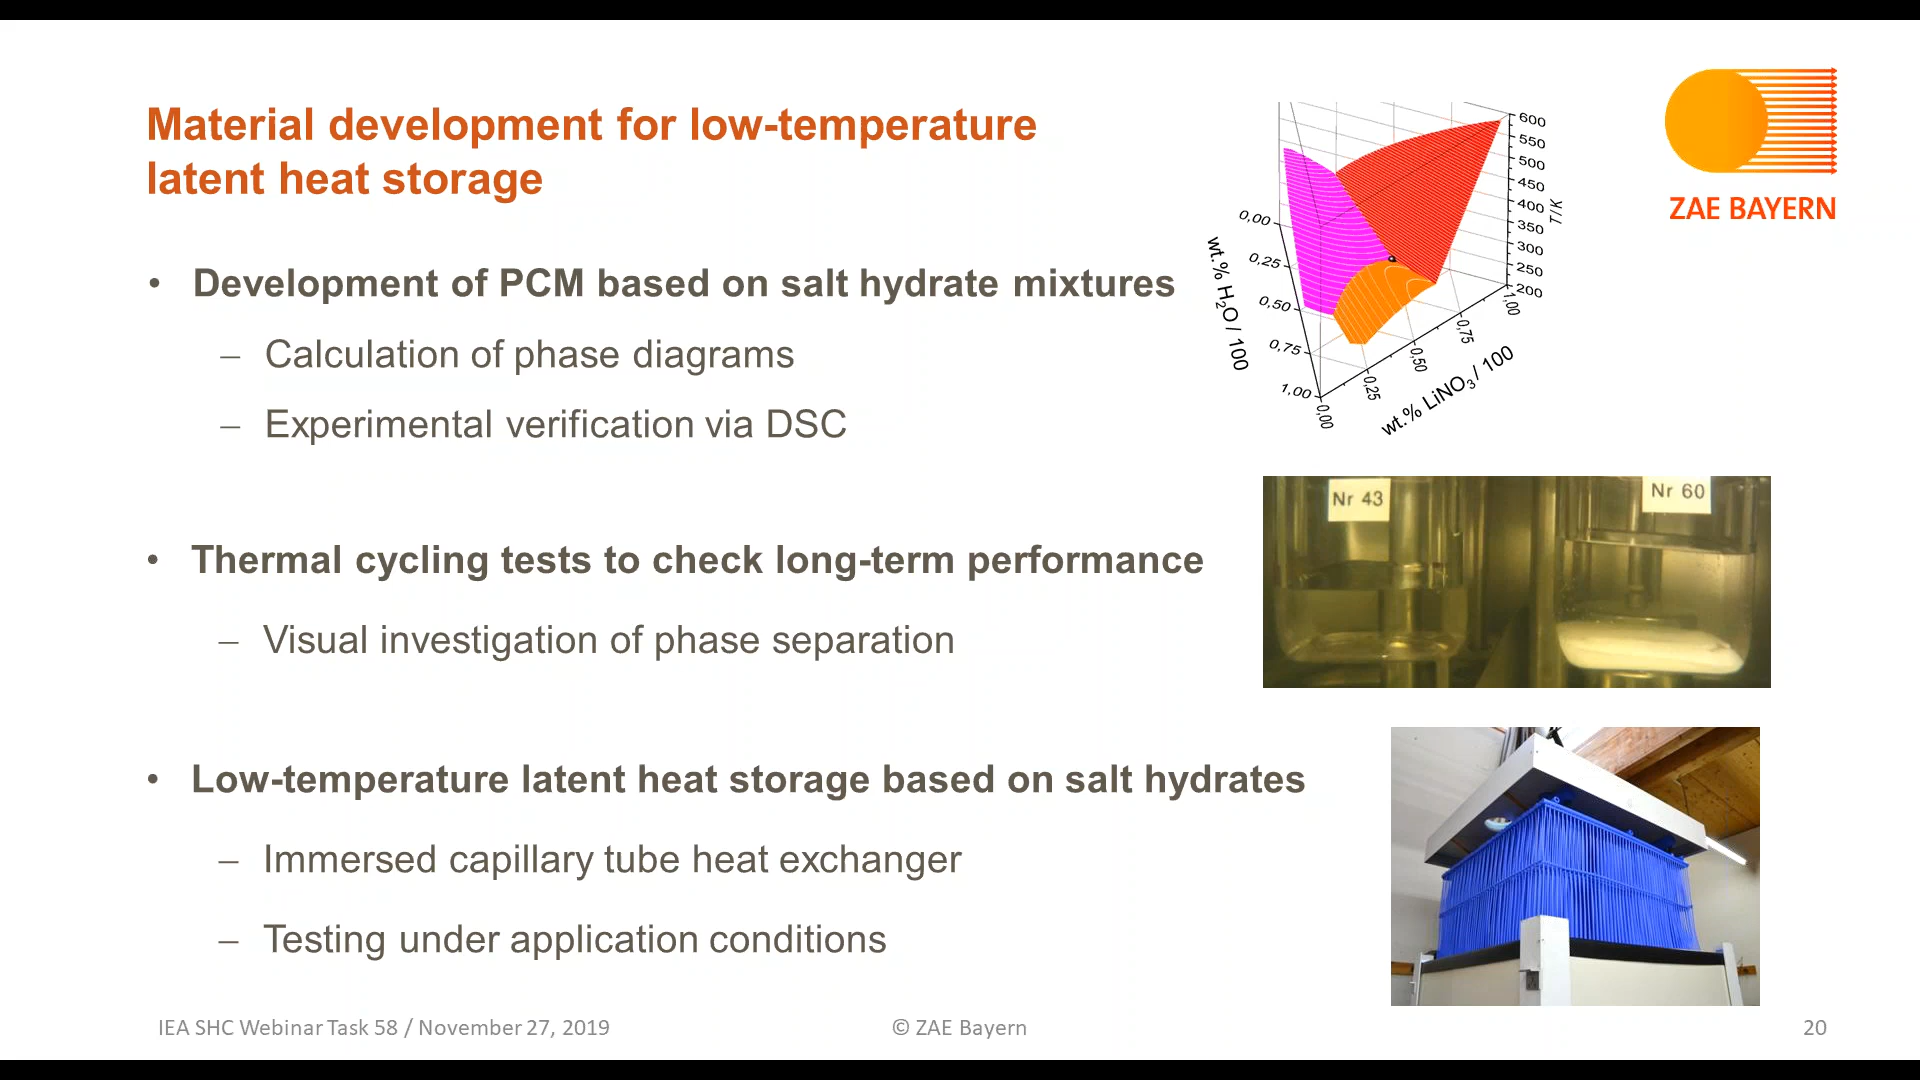 Material development for low-temperature
latent heat storage
• Development of PCM based on salt hydrate mixtures
– Calculation of phase diagrams
– Experimental verification via DSC
• Thermal cycling tests to check long-term performance
– Visual investigation of phase separation
• Low-temperature latent heat storage based on salt hydrates
– Immersed capillary tube heat exchanger
– Testing under application conditions
600
550
500
450
400
350
300
250
200
T/K
0,00
0,25
0,50
0,75
1,00
wt.% H₂O / 100
0,00
0,25
0,50
0,75
1,00
wt.% LiNO₃ / 100
ZAE BAYERN
Nr 43
Nr 60
IEA SHC Webinar Task 58 / November 27, 2019
© ZAE Bayern
20